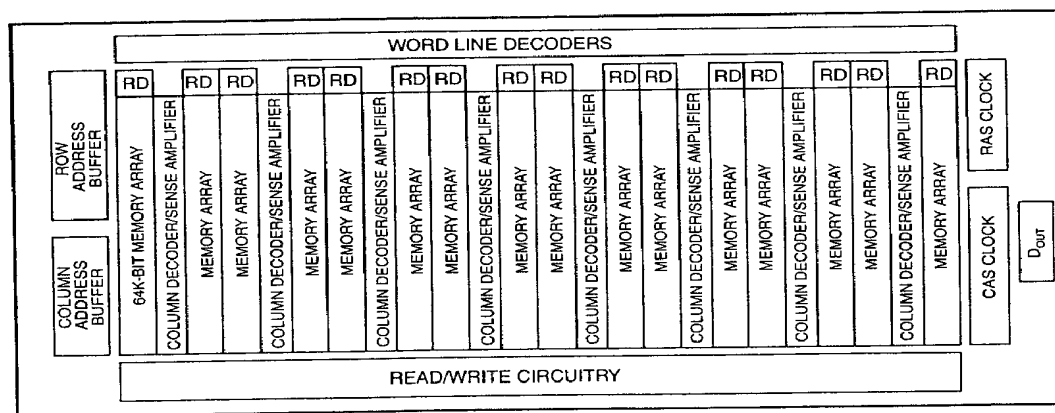 WORD LINE DECODERS
RD RD RD RD RD RD RD RD RD RD RD RD RD RD RD RD
ROW
ADDRESS
BUFFER
COLUMN
ADDRESS
BUFFER
64K-BIT MEMORY ARRAY
COLUMN DECODER/SENSE AMPLIFIER
MEMORY ARRAY
MEMORY ARRAY
COLUMN DECODER/SENSE AMPLIFIER
MEMORY ARRAY
MEMORY ARRAY
COLUMN DECODER/SENSE AMPLIFIER
MEMORY ARRAY
MEMORY ARRAY
COLUMN DECODER/SENSE AMPLIFIER
MEMORY ARRAY
MEMORY ARRAY
COLUMN DECODER/SENSE AMPLIFIER
MEMORY ARRAY
MEMORY ARRAY
COLUMN DECODER/SENSE AMPLIFIER
MEMORY ARRAY
MEMORY ARRAY
COLUMN DECODER/SENSE AMPLIFIER
MEMORY ARRAY
MEMORY ARRAY
COLUMN DECODER/SENSE AMPLIFIER
MEMORY ARRAY
RAS CLOCK
CAS CLOCK
DOUT
READ/WRITE CIRCUITRY